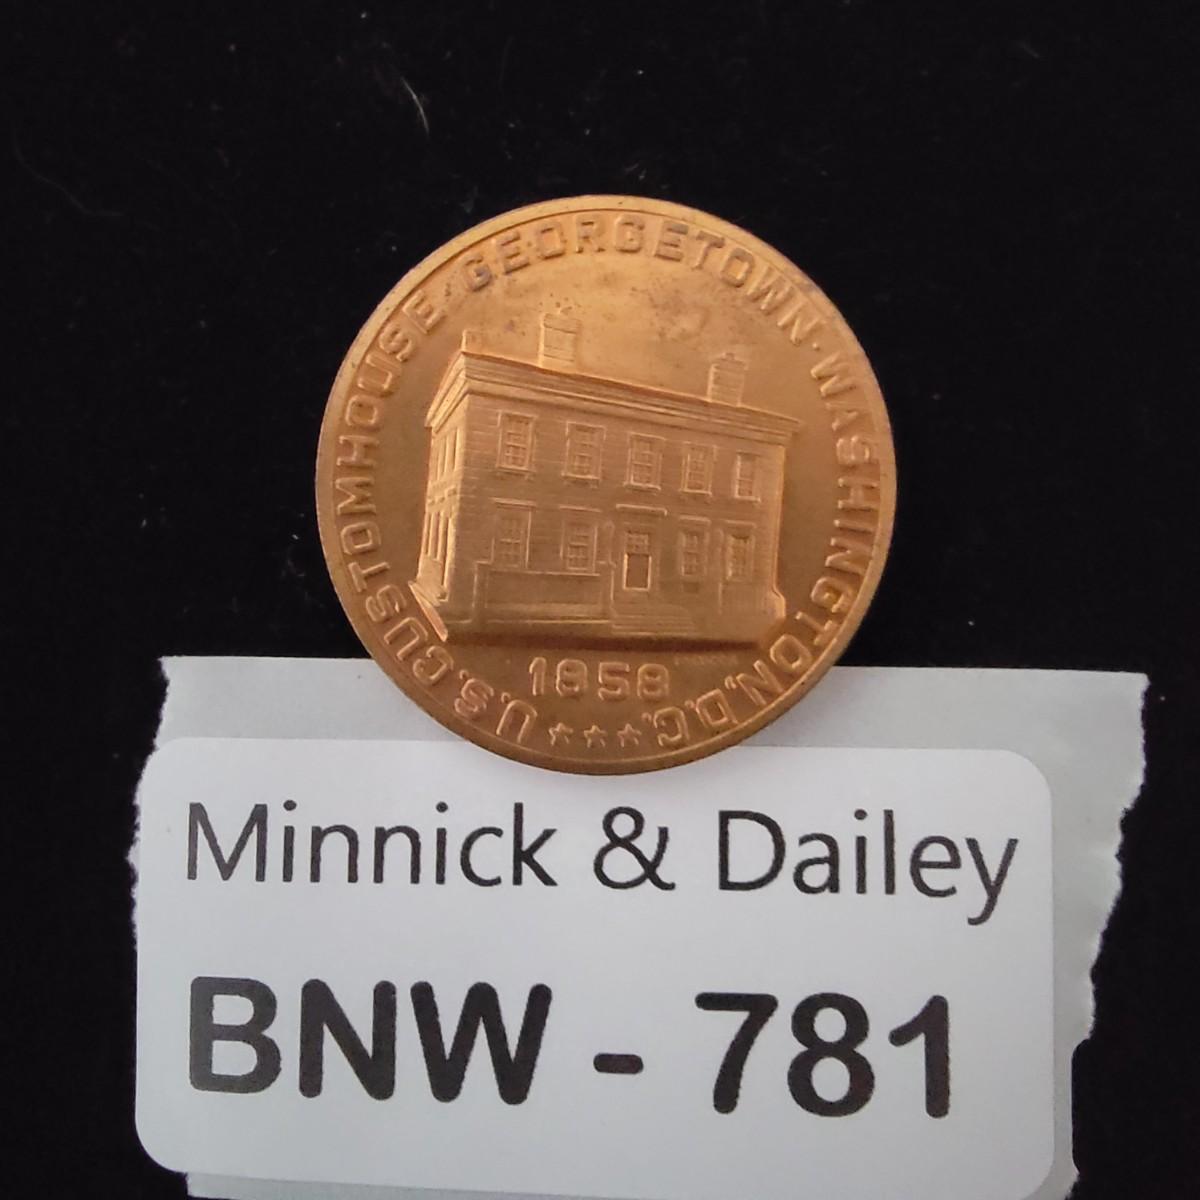 U.S. CUSTOMHOUSE · GEORGETOWN · WASHINGTON, D.C.
1858
Minnick & Dailey
BNW - 781